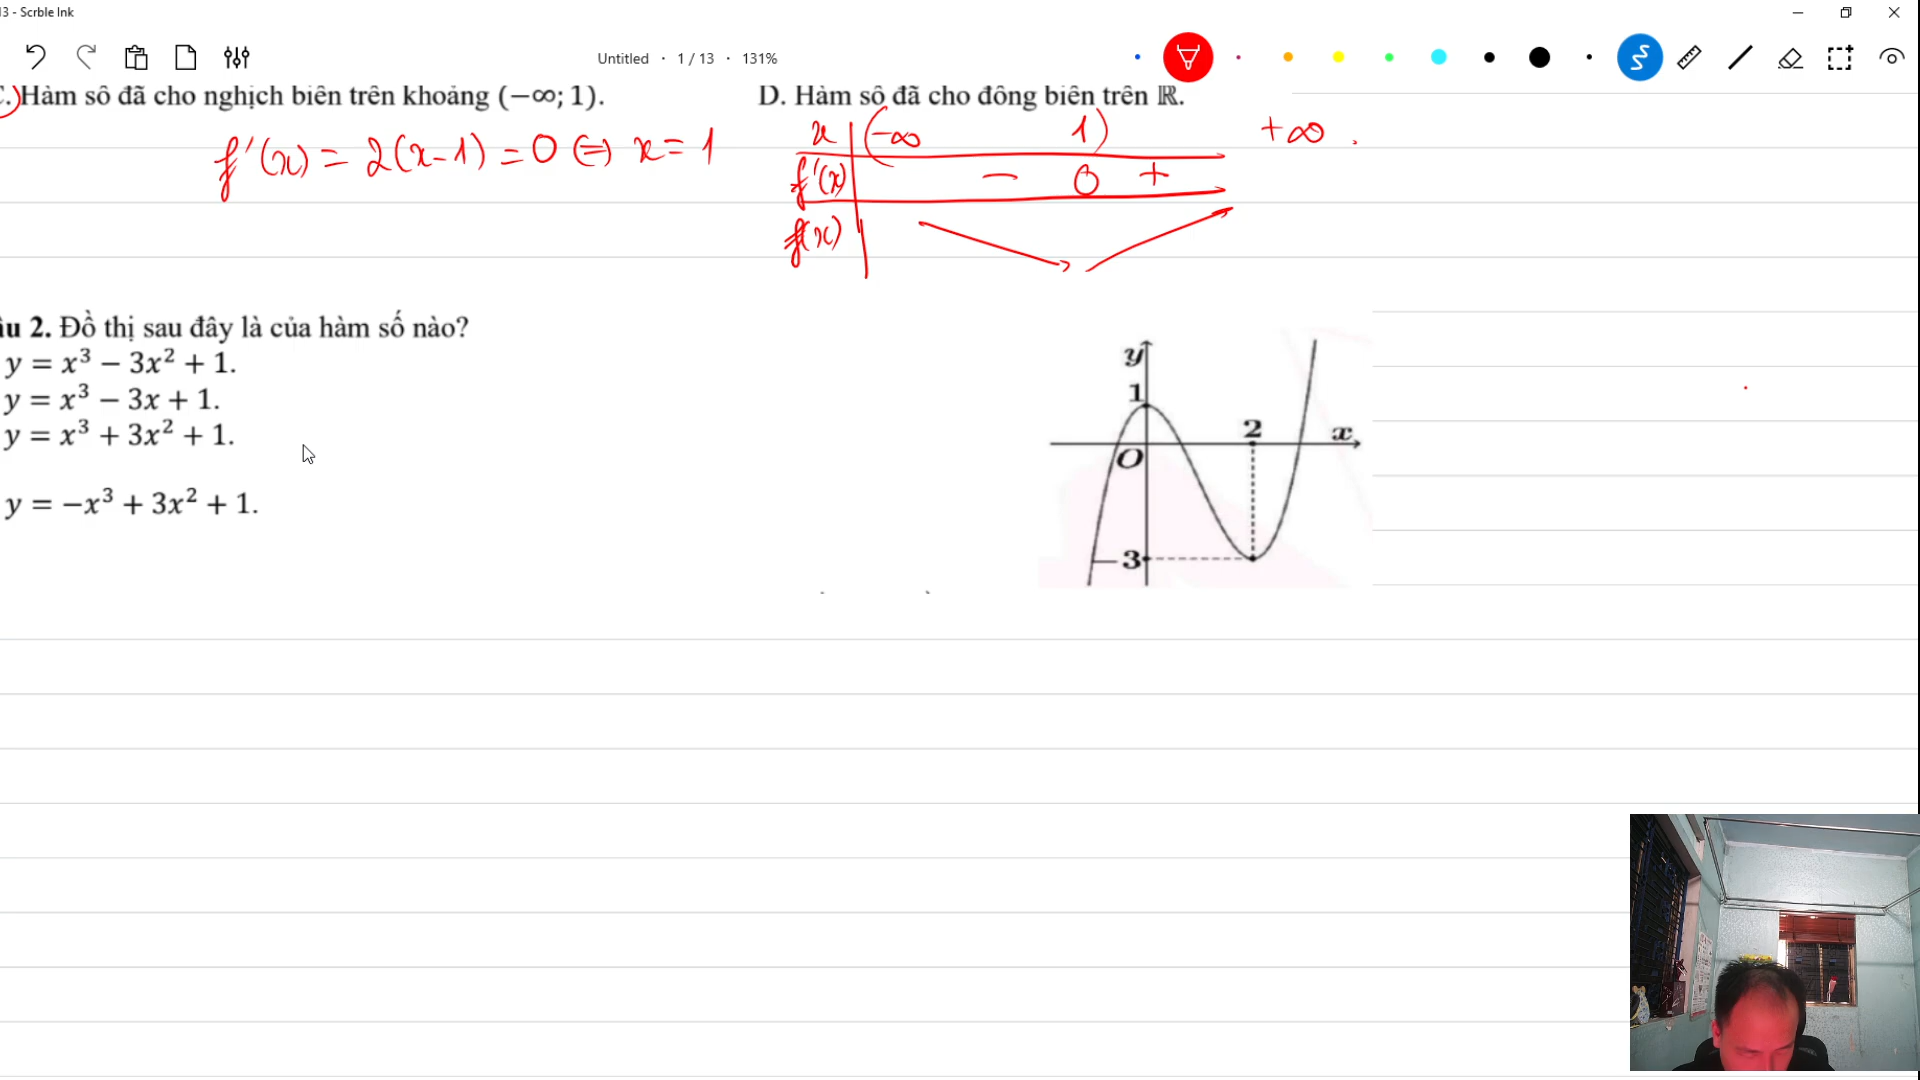 13 - Scrble Ink
Untitled · 1 / 13 · 131%
C. Hàm số đã cho nghịch biến trên khoảng (−∞; 1). D. Hàm số đã cho đồng biến trên ℝ.
f'(x) = 2(x-1) = 0 ⇔ x = 1
x (-∞ 1) +∞
f'(x) − 0 +
f(x)
âu 2. Đồ thị sau đây là của hàm số nào?
y = x³ − 3x² + 1.
y = x³ − 3x + 1.
y = x³ + 3x² + 1.
y = −x³ + 3x² + 1.
y
1
2 x
O
−3